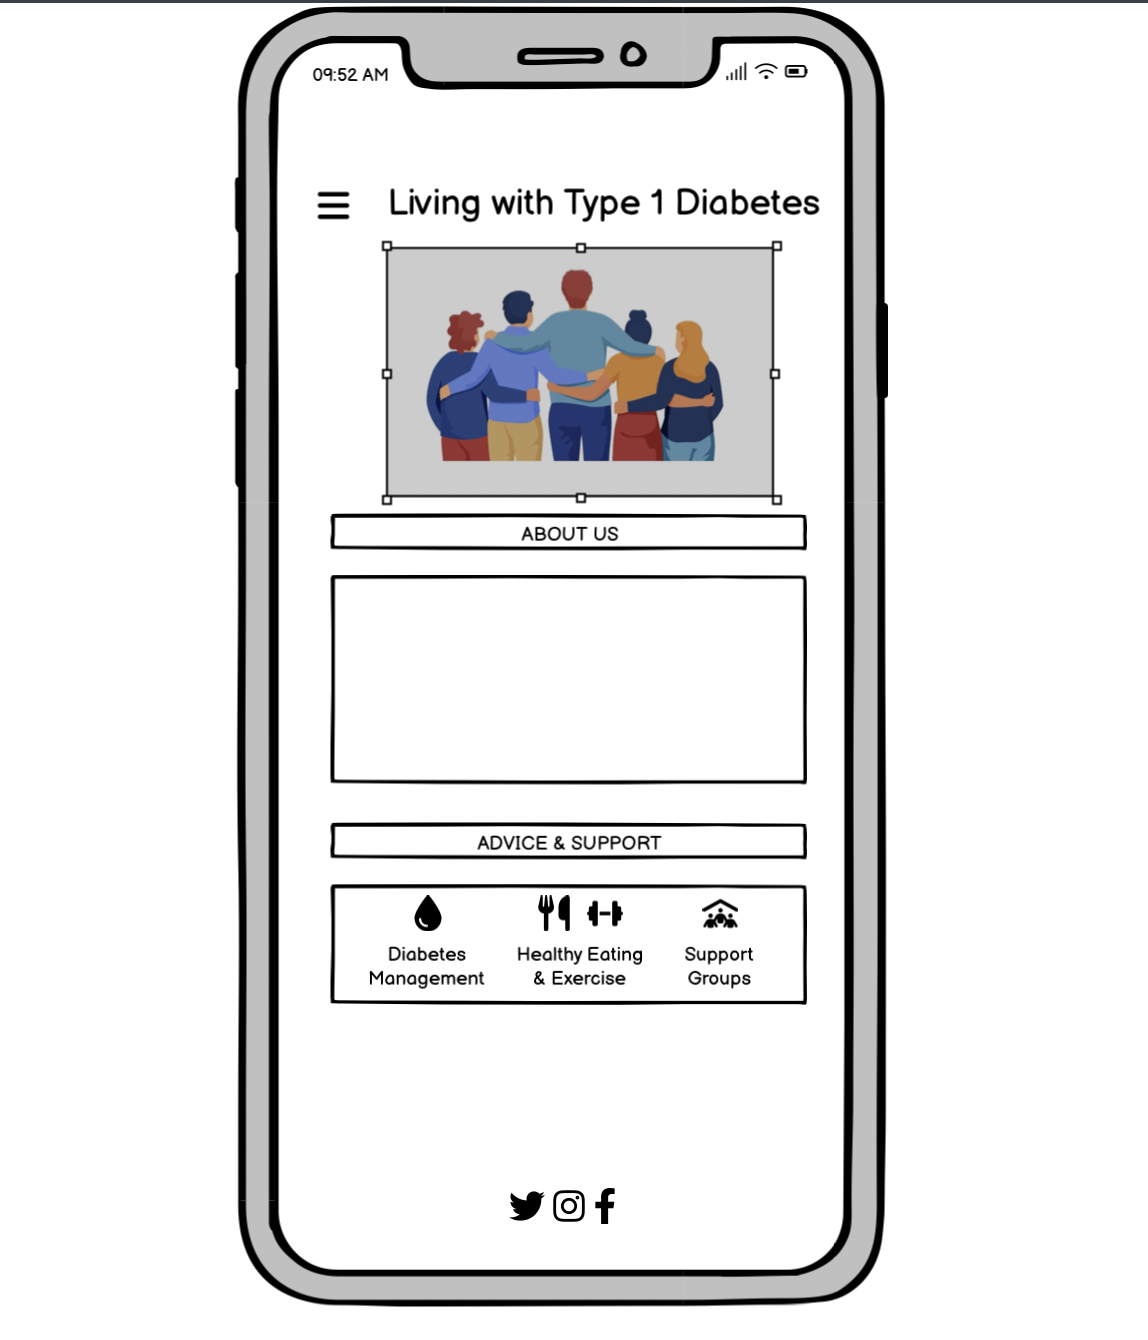 09:52 AM
Living with Type 1 Diabetes
ABOUT US
ADVICE & SUPPORT
Diabetes
Management
Healthy Eating
& Exercise
Support
Groups